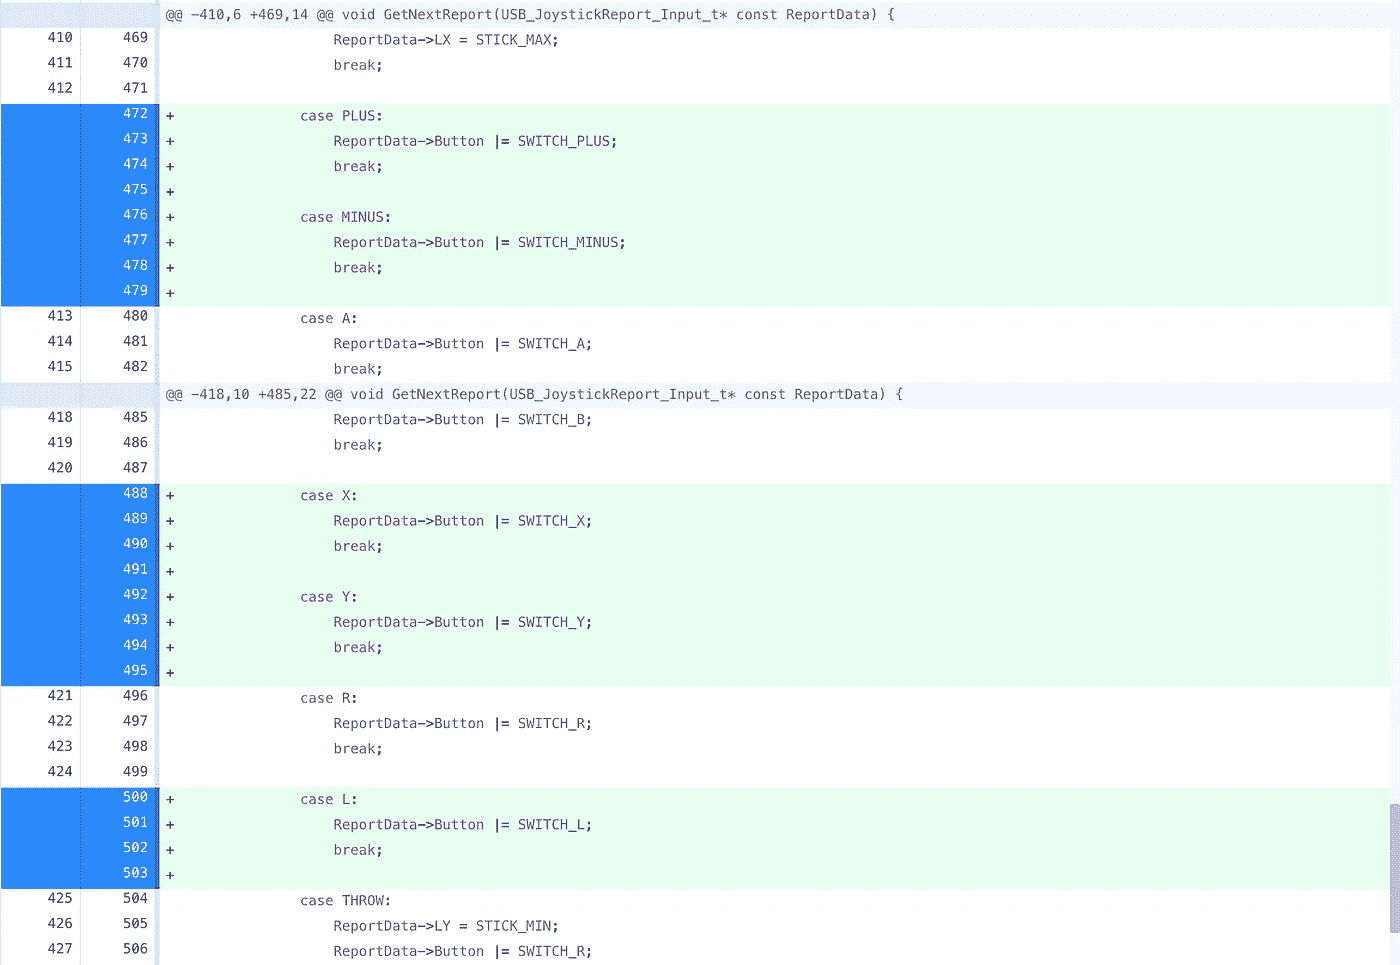 @@ -410,6 +469,14 @@ void GetNextReport(USB_JoystickReport_Input_t* const ReportData) {
410 469 ReportData->LX = STICK_MAX;
411 470 break;
412 471
472 + case PLUS:
473 + ReportData->Button |= SWITCH_PLUS;
474 + break;
475 +
476 + case MINUS:
477 + ReportData->Button |= SWITCH_MINUS;
478 + break;
479 +
413 480 case A:
414 481 ReportData->Button |= SWITCH_A;
415 482 break;
@@ -418,10 +485,22 @@ void GetNextReport(USB_JoystickReport_Input_t* const ReportData) {
418 485 ReportData->Button |= SWITCH_B;
419 486 break;
420 487
488 + case X:
489 + ReportData->Button |= SWITCH_X;
490 + break;
491 +
492 + case Y:
493 + ReportData->Button |= SWITCH_Y;
494 + break;
495 +
421 496 case R:
422 497 ReportData->Button |= SWITCH_R;
423 498 break;
424 499
500 + case L:
501 + ReportData->Button |= SWITCH_L;
502 + break;
503 +
425 504 case THROW:
426 505 ReportData->LY = STICK_MIN;
427 506 ReportData->Button |= SWITCH_R;